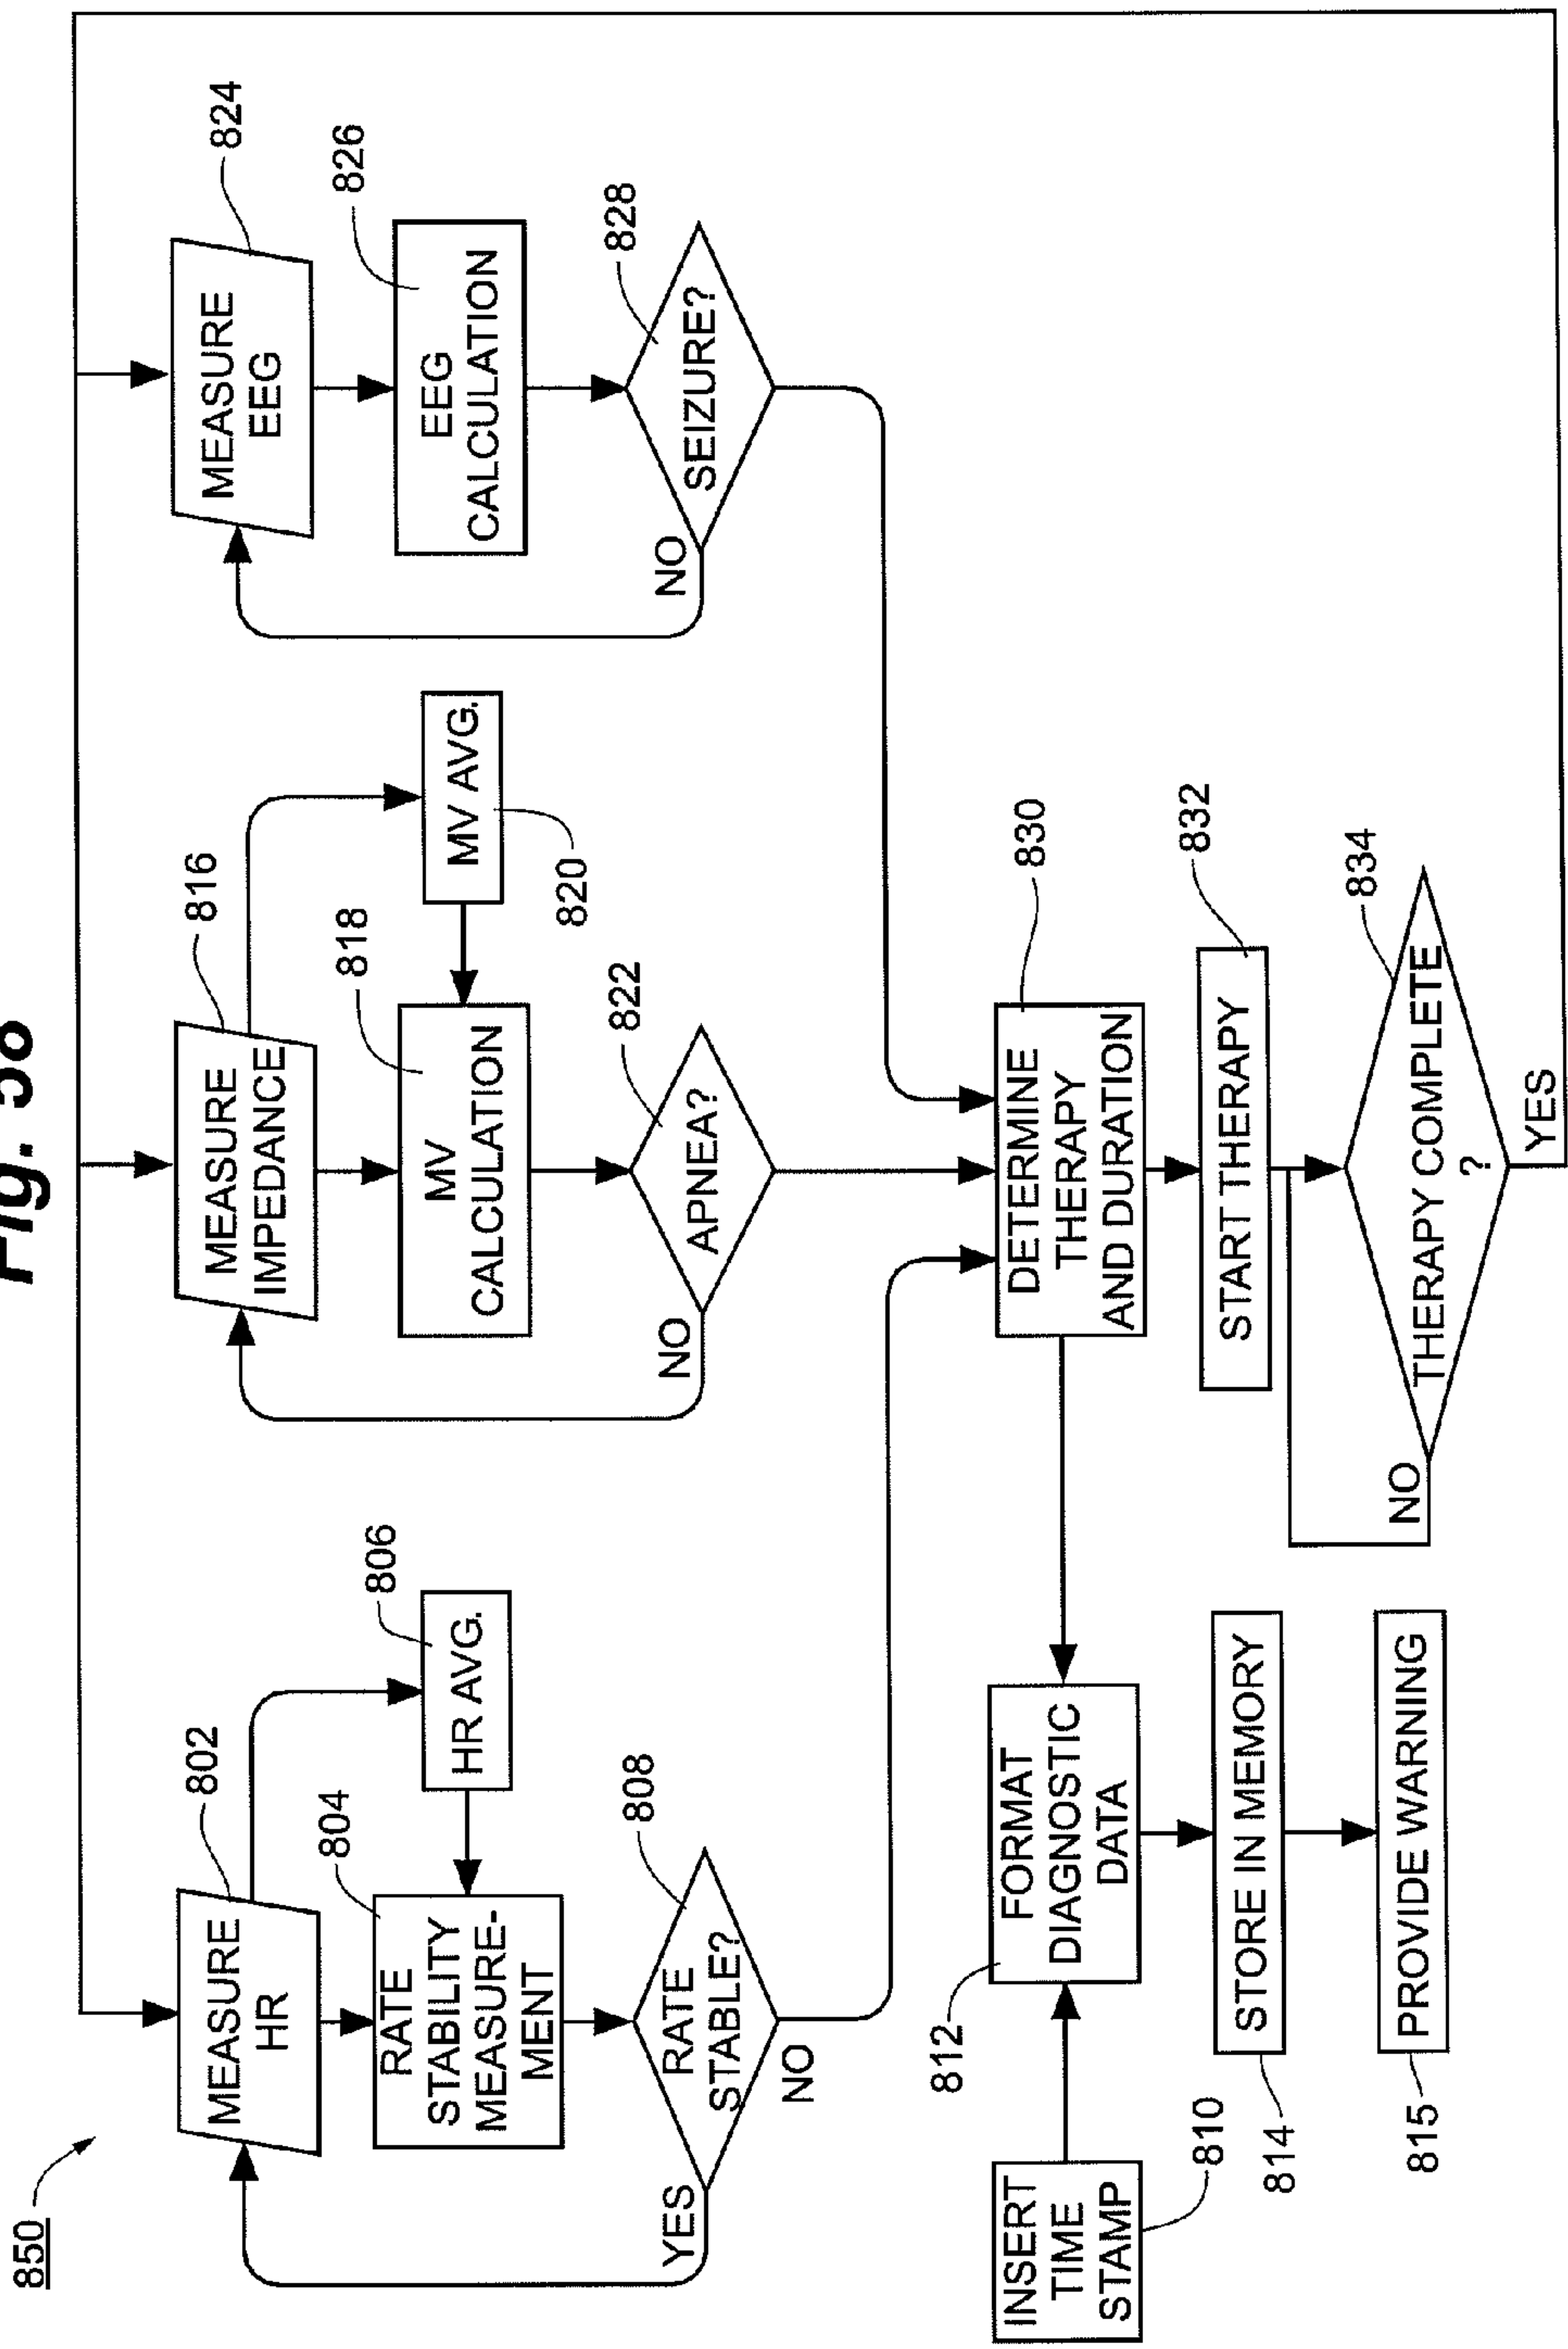 Fig. 58
850
MEASURE
HR
802
RATE
STABILITY
MEASURE-
MENT
804
HR AVG.
806
RATE
STABLE?
808
YES
NO
MEASURE
IMPEDANCE
816
MV
CALCULATION
818
MV AVG.
820
APNEA?
822
NO
MEASURE
EEG
824
EEG
CALCULATION
826
SEIZURE?
828
NO
INSERT
TIME
STAMP
810
FORMAT
DIAGNOSTIC
DATA
812
STORE IN MEMORY
814
PROVIDE WARNING
815
DETERMINE
THERAPY
AND DURATION
830
START THERAPY
832
THERAPY COMPLETE
?
834
NO
YES